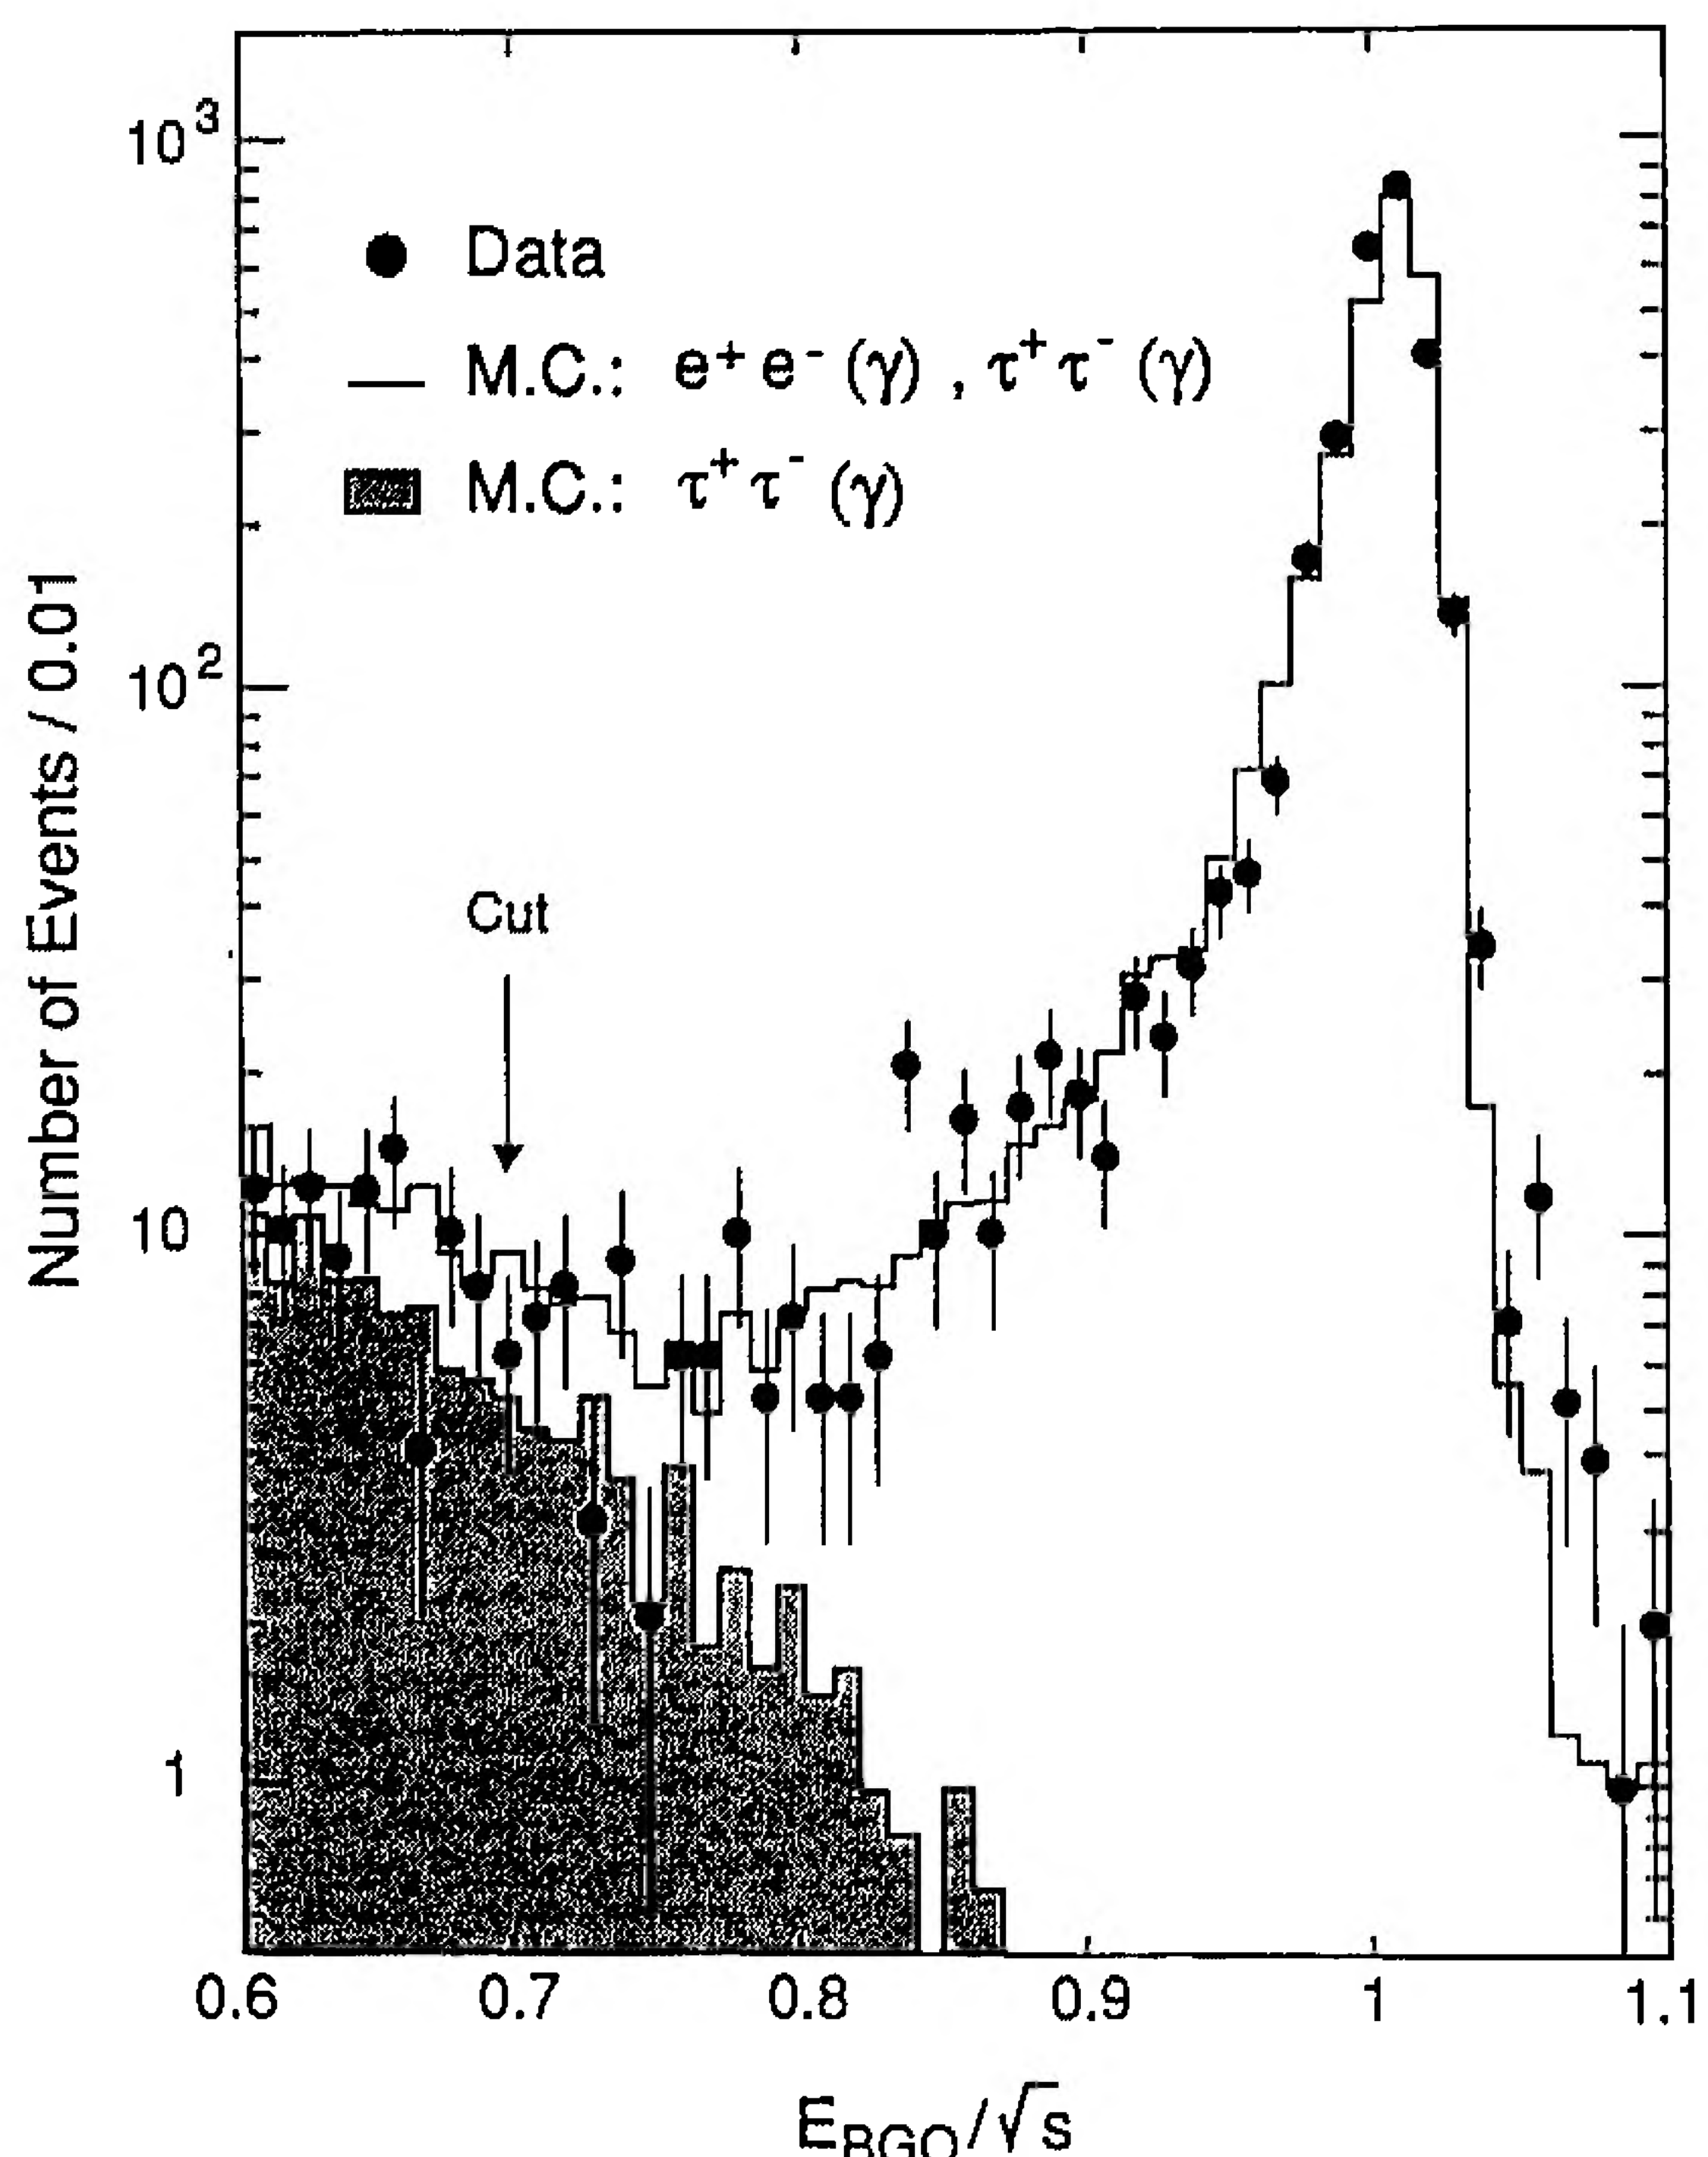 10³
Data
M.C.: e⁺e⁻(γ), τ⁺τ⁻(γ)
M.C.: τ⁺τ⁻(γ)
10²
Cut
10
1
Number of Events / 0.01
0.6 0.7 0.8 0.9 1 1.1
E_BGO/√s